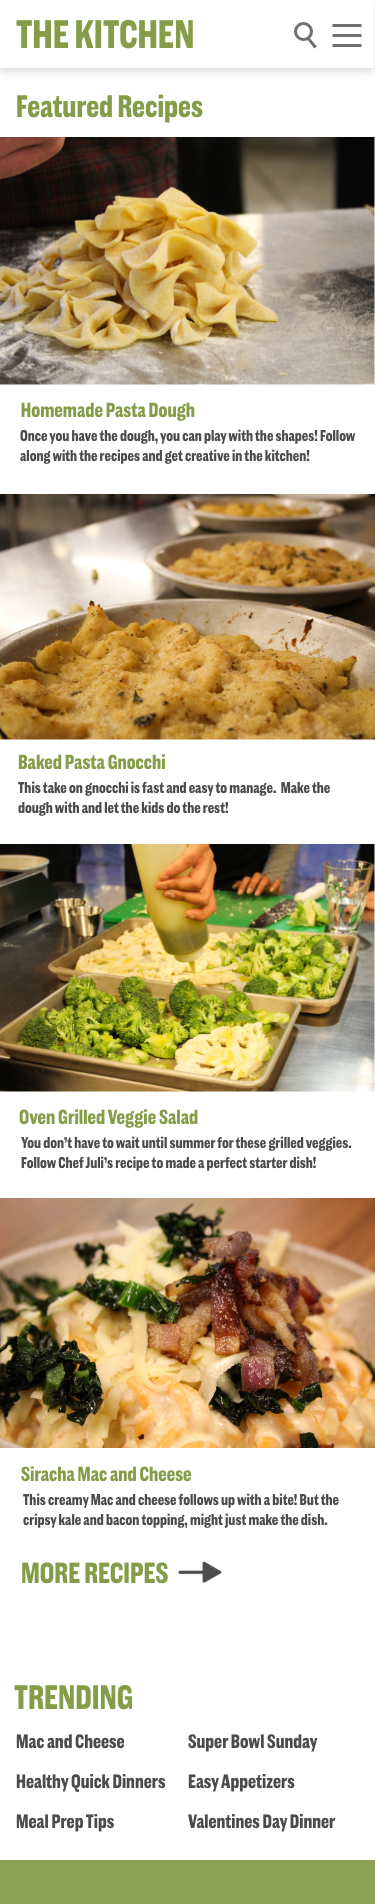 THE KITCHEN
Featured Recipes
Homemade Pasta Dough
Once you have the dough, you can play with the shapes! Follow
along with the recipes and get creative in the kitchen!
Baked Pasta Gnocchi
This take on gnocchi is fast and easy to manage. Make the
dough with and let the kids do the rest!
Oven Grilled Veggie Salad
You don't have to wait until summer for these grilled veggies.
Follow Chef Juli's recipe to made a perfect starter dish!
Siracha Mac and Cheese
This creamy Mac and cheese follows up with a bite! But the
cripsy kale and bacon topping, might just make the dish.
MORE RECIPES
TRENDING
Mac and Cheese
Super Bowl Sunday
Healthy Quick Dinners
Easy Appetizers
Meal Prep Tips
Valentines Day Dinner